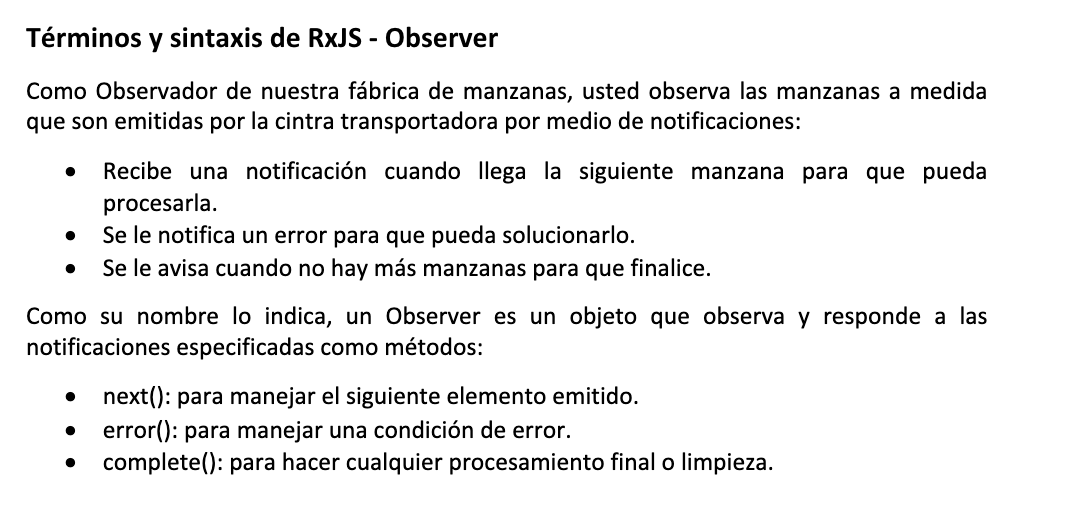 Términos y sintaxis de RxJS - Observer
Como Observador de nuestra fábrica de manzanas, usted observa las manzanas a medida
que son emitidas por la cintra transportadora por medio de notificaciones:
• Recibe una notificación cuando llega la siguiente manzana para que pueda
procesarla.
• Se le notifica un error para que pueda solucionarlo.
• Se le avisa cuando no hay más manzanas para que finalice.
Como su nombre lo indica, un Observer es un objeto que observa y responde a las
notificaciones especificadas como métodos:
• next(): para manejar el siguiente elemento emitido.
• error(): para manejar una condición de error.
• complete(): para hacer cualquier procesamiento final o limpieza.